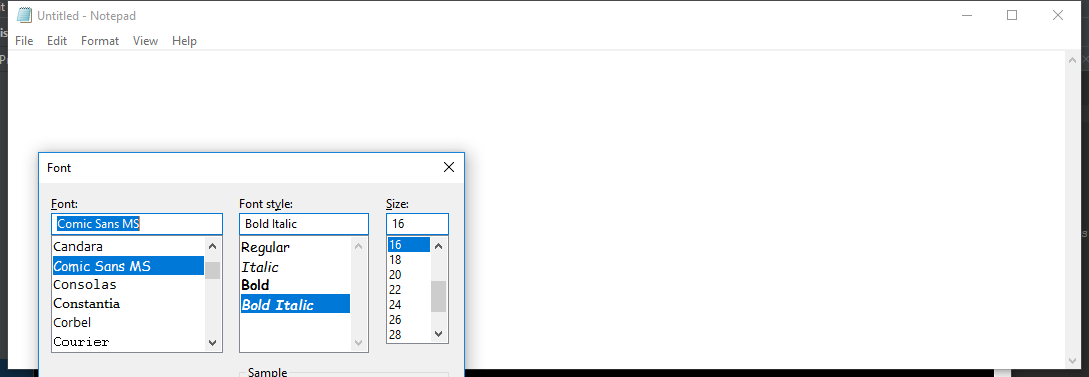 Untitled - Notepad
File Edit Format View Help
Font
Font: Font style: Size:
Comic Sans MS Bold Italic 16
Candara Regular 16
Comic Sans MS Italic 18
Consolas Bold 20
Constantia Bold Italic 22
Corbel 24
Courier 26
28
Sample